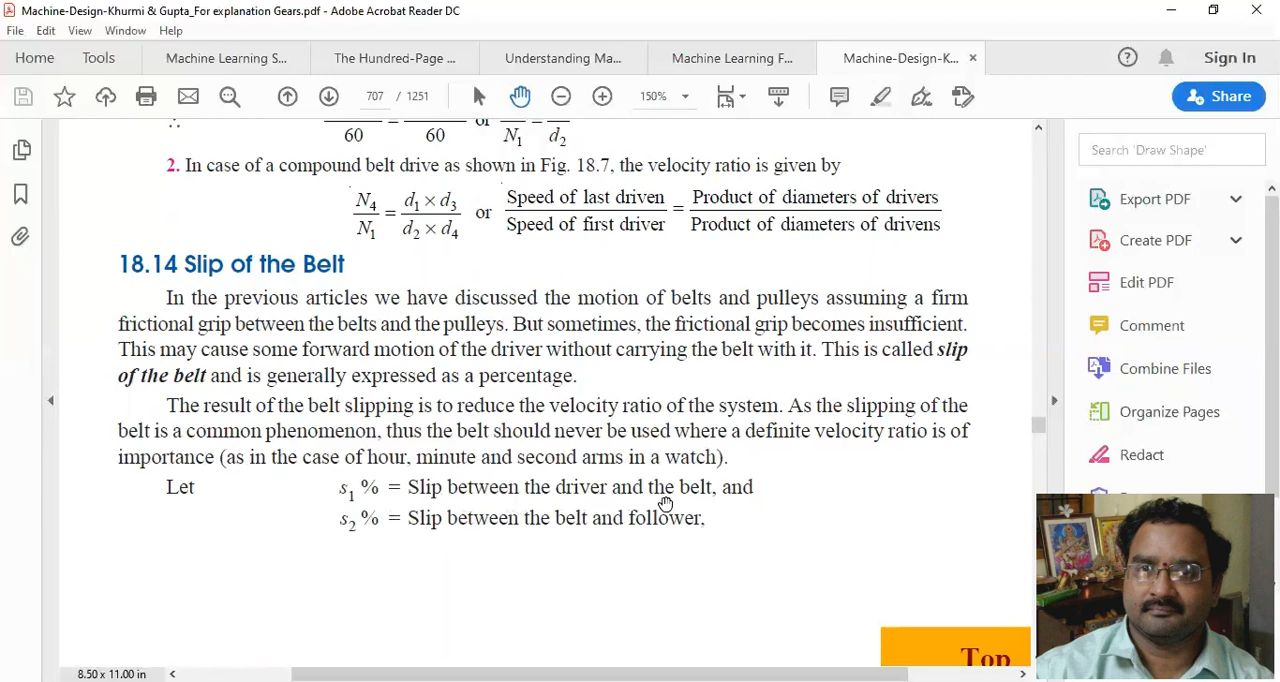 Machine-Design-Khurmi & Gupta_For explanation Gears.pdf - Adobe Acrobat Reader DC
File Edit View Window Help
Home Tools Machine Learning S... The Hundred-Page ... Understanding Ma... Machine Learning F... Machine-Design-K... × Sign In
707 / 1251 150% Share
∴ 60 = 60 or N1 = d2
2. In case of a compound belt drive as shown in Fig. 18.7, the velocity ratio is given by
N4/N1 = d1 × d3/d2 × d4 or Speed of last driven/Speed of first driver = Product of diameters of drivers/Product of diameters of drivens
18.14 Slip of the Belt
In the previous articles we have discussed the motion of belts and pulleys assuming a firm
frictional grip between the belts and the pulleys. But sometimes, the frictional grip becomes insufficient.
This may cause some forward motion of the driver without carrying the belt with it. This is called slip
of the belt and is generally expressed as a percentage.
The result of the belt slipping is to reduce the velocity ratio of the system. As the slipping of the
belt is a common phenomenon, thus the belt should never be used where a definite velocity ratio is of
importance (as in the case of hour, minute and second arms in a watch).
Let s1 % = Slip between the driver and the belt, and
s2 % = Slip between the belt and follower,
Top
8.50 x 11.00 in
Search 'Draw Shape'
Export PDF
Create PDF
Edit PDF
Comment
Combine Files
Organize Pages
Redact